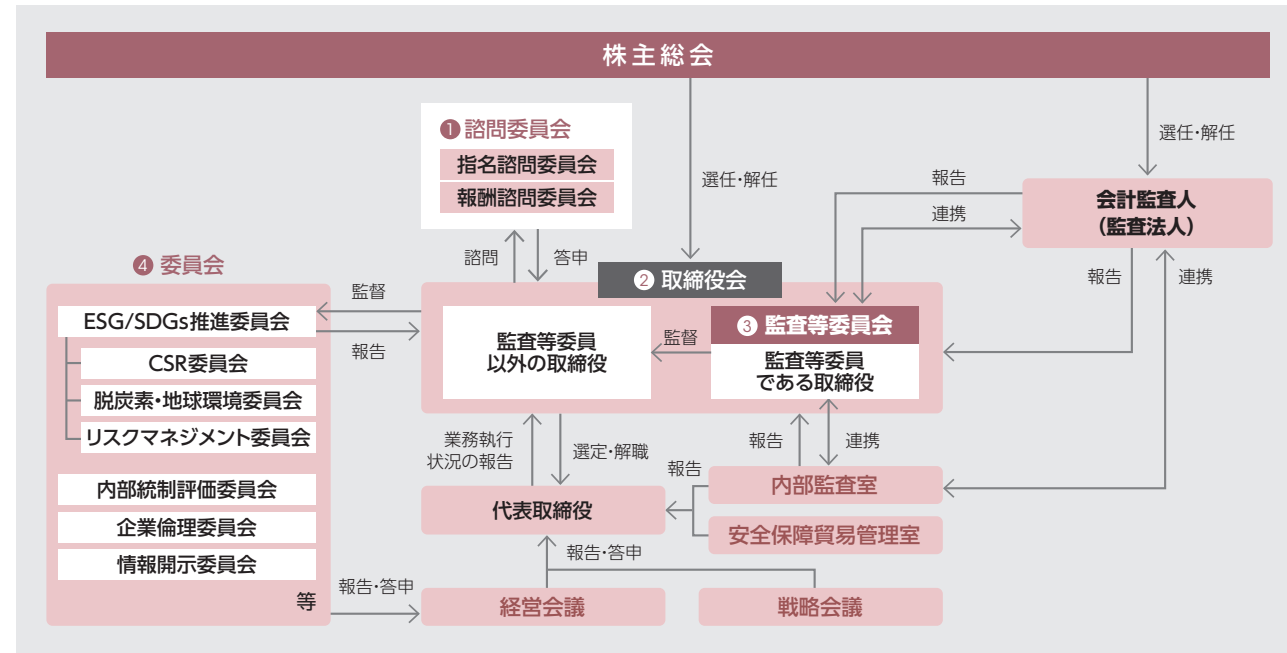 株主総会
❶ 諮問委員会
指名諮問委員会
報酬諮問委員会
選任・解任
選任・解任
報告
連携
会計監査人
（監査法人）
諮問
答申
報告
連携
❹ 委員会
❷ 取締役会
監督
報告
ESG/SDGs推進委員会
CSR委員会
脱炭素・地球環境委員会
リスクマネジメント委員会
内部統制評価委員会
企業倫理委員会
情報開示委員会
等
監査等委員
以外の取締役
監督
❸ 監査等委員会
監査等委員
である取締役
業務執行
状況の報告
選定・解職
報告
連携
報告
代表取締役
内部監査室
安全保障貿易管理室
報告・答申
報告・答申
経営会議
戦略会議